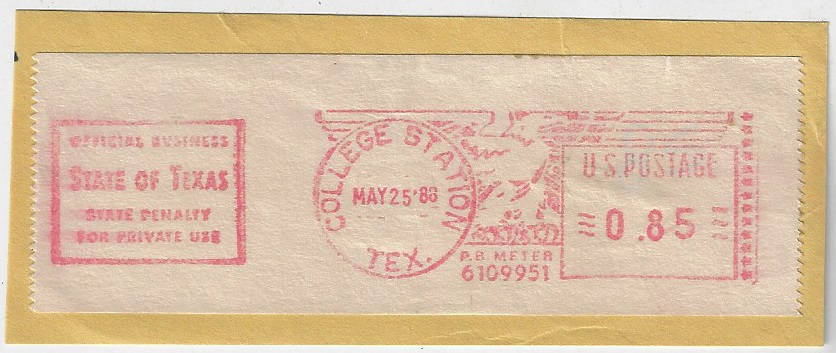 OFFICIAL BUSINESS
STATE OF TEXAS
STATE PENALTY
FOR PRIVATE USE
COLLEGE STATION
MAY 25 '88
TEX.
P.B. METER
6109951
U.S. POSTAGE
0.85